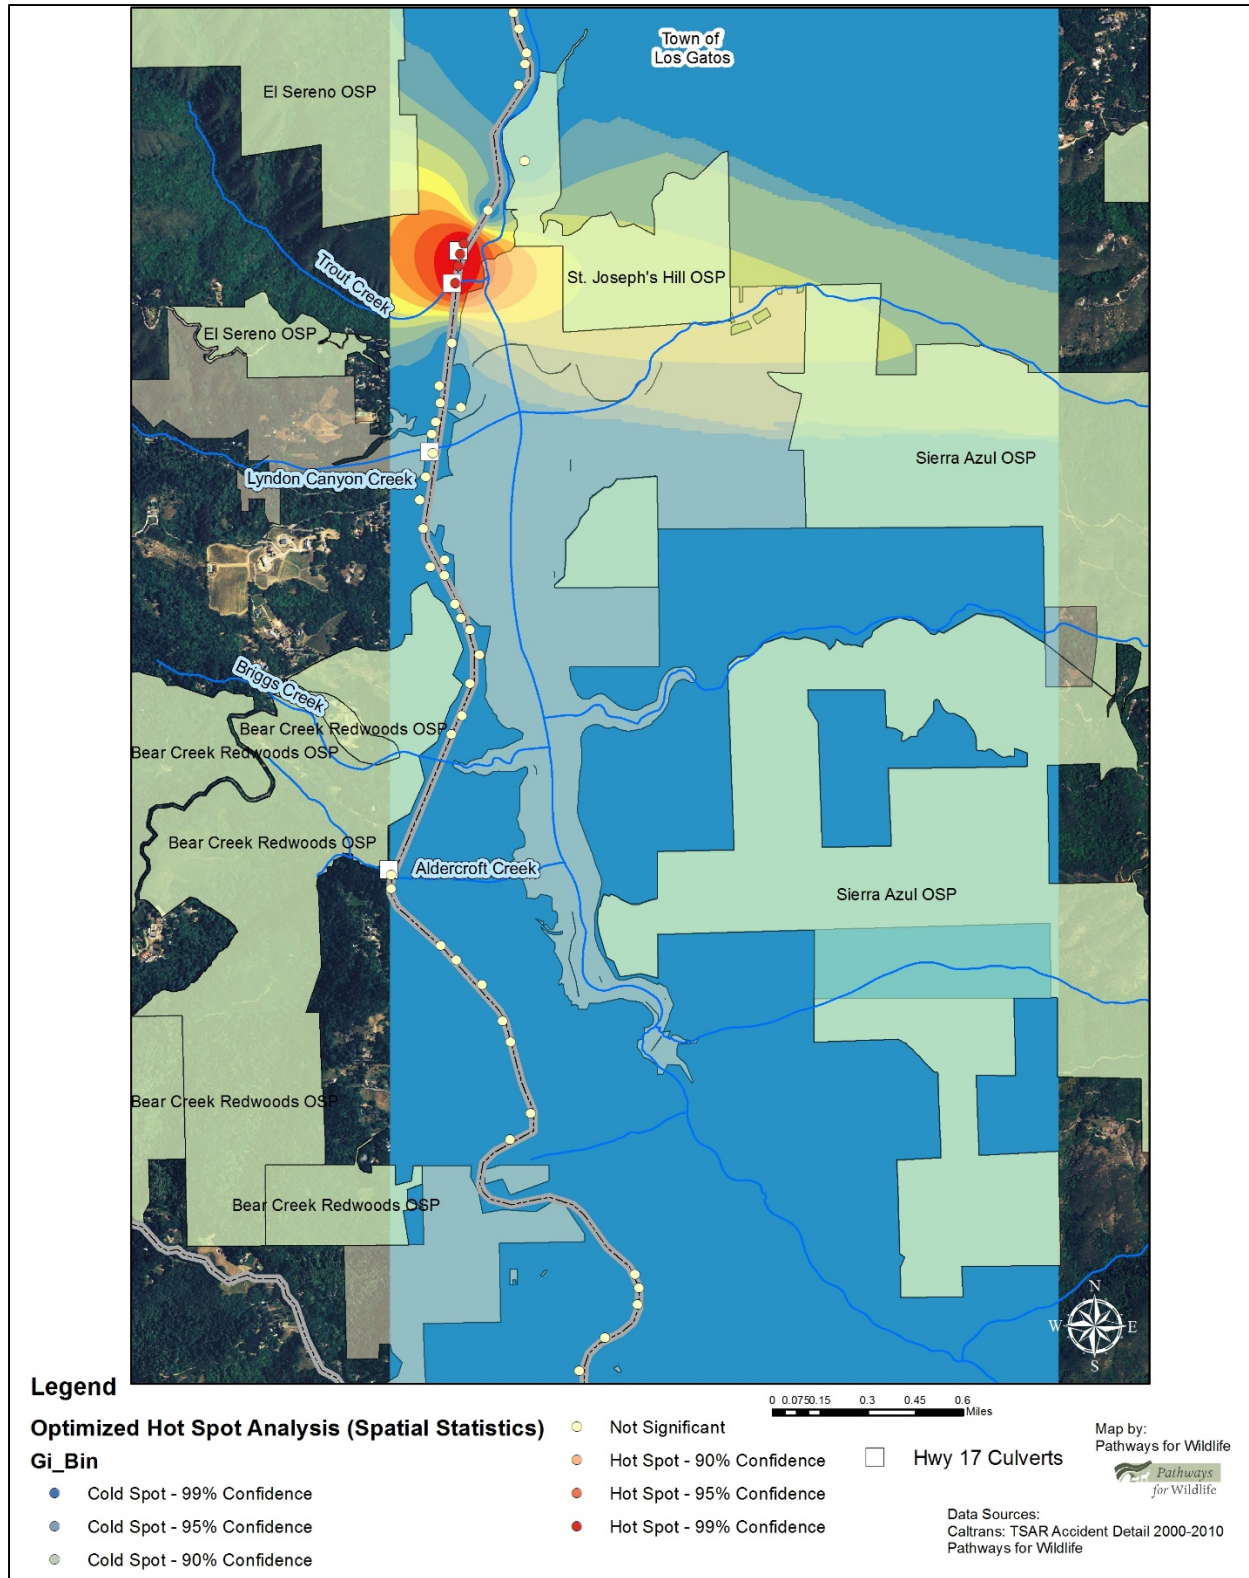 Town of
Los Gatos
El Sereno OSP
Trout Creek
St. Joseph's Hill OSP
El Sereno OSP
Sierra Azul OSP
Lyndon Canyon Creek
Briggs Creek
Bear Creek Redwoods OSP
Bear Creek Redwoods OSP
Bear Creek Redwoods OSP
Aldercroft Creek
Sierra Azul OSP
Bear Creek Redwoods OSP
Bear Creek Redwoods OSP
N
W E
S
Legend
Optimized Hot Spot Analysis (Spatial Statistics)
Gi_Bin
Cold Spot - 99% Confidence
Cold Spot - 95% Confidence
Cold Spot - 90% Confidence
Not Significant
Hot Spot - 90% Confidence
Hot Spot - 95% Confidence
Hot Spot - 99% Confidence
0 0.075 0.15 0.3 0.45 0.6
Miles
Hwy 17 Culverts
Map by:
Pathways for Wildlife
Pathways
for Wildlife
Data Sources:
Caltrans: TSAR Accident Detail 2000-2010
Pathways for Wildlife